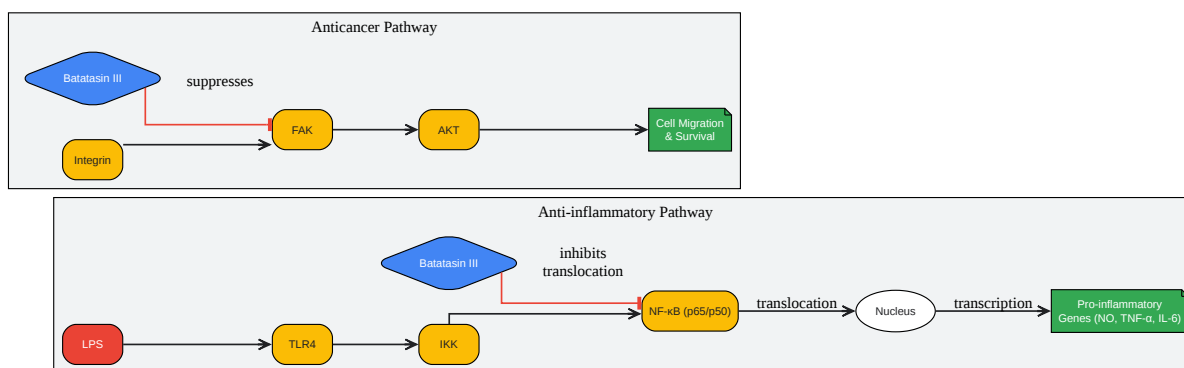 Anticancer Pathway
Batatasin III
suppresses
FAK
AKT
Cell Migration
& Survival
Integrin
Anti-inflammatory Pathway
Batatasin III
inhibits
translocation
NF-κB (p65/p50)
translocation
Nucleus
transcription
Pro-inflammatory
Genes (NO, TNF-α, IL-6)
LPS
TLR4
IKK